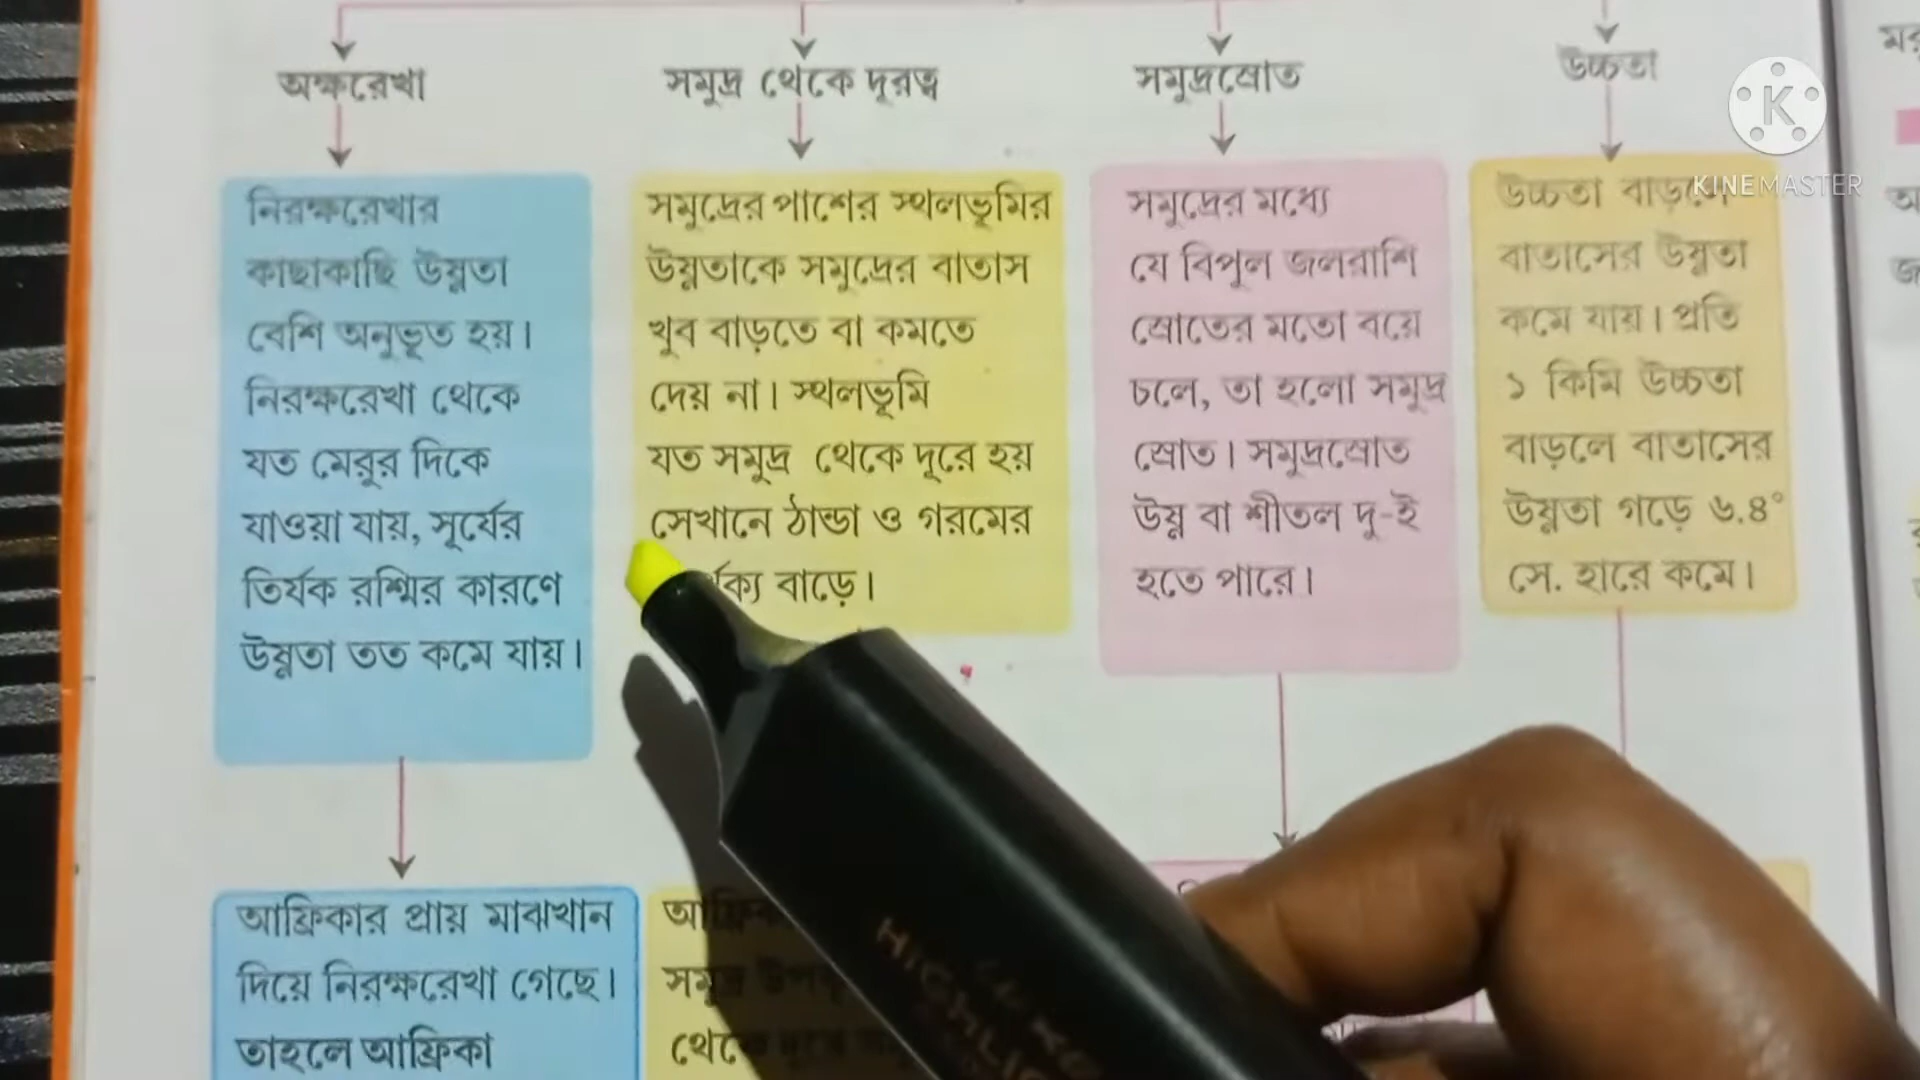 অক্ষরেখা
নিরক্ষরেখার
কাছাকাছি উষ্ণতা
বেশি অনুভূত হয়।
নিরক্ষরেখা থেকে
যত মেরুর দিকে
যাওয়া যায়, সূর্যের
তির্যক রশ্মির কারণে
উষ্ণতা তত কমে যায়।
আফ্রিকার প্রায় মাঝখান
দিয়ে নিরক্ষরেখা গেছে।
তাহলে আফ্রিকা
সমুদ্র থেকে দূরত্ব
সমুদ্রের পাশের স্থলভূমির
উষ্ণতাকে সমুদ্রের বাতাস
খুব বাড়তে বা কমতে
দেয় না। স্থলভূমি
যত সমুদ্র থেকে দূরে হয়
সেখানে ঠান্ডা ও গরমের
বাড়ে।
সমুদ্র
থেকে দূরে
সমুদ্রস্রোত
সমুদ্রের মধ্যে
যে বিপুল জলরাশি
স্রোতের মতো বয়ে
চলে, তা হলো সমুদ্র
স্রোত। সমুদ্রস্রোত
উষ্ণ বা শীতল দু-ই
হতে পারে।
উচ্চতা
উচ্চতা বাড়লে
বাতাসের উষ্ণতা
কমে যায়। প্রতি
১ কিমি উচ্চতা
বাড়লে বাতাসের
উষ্ণতা গড়ে ৬.৪°
সে. হারে কমে।
K
KINEMASTER